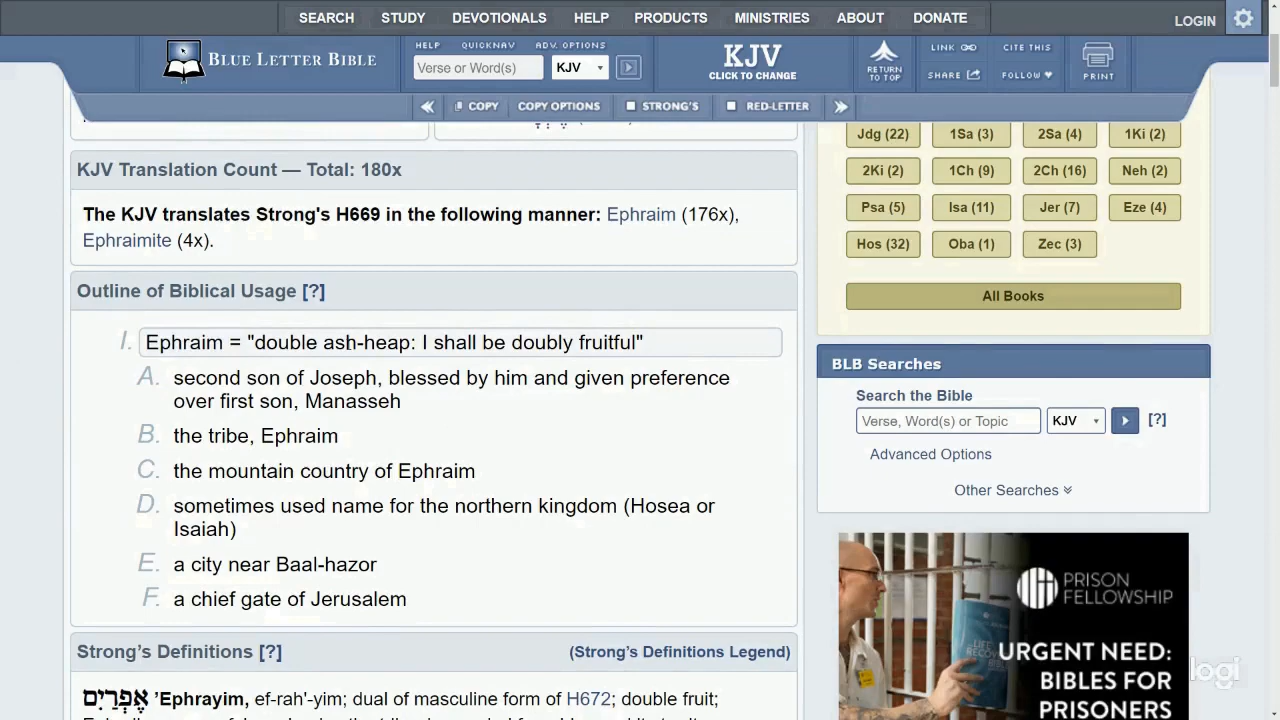 SEARCH STUDY DEVOTIONALS HELP PRODUCTS MINISTRIES ABOUT DONATE LOGIN
BLUE LETTER BIBLE
HELP QUICKNAV ADV. OPTIONS
Verse or Word(s) KJV
KJV
CLICK TO CHANGE
RETURN
TO TOP
LINK CITE THIS
SHARE FOLLOW
PRINT
COPY COPY OPTIONS STRONG'S RED-LETTER
KJV Translation Count — Total: 180x
The KJV translates Strong's H669 in the following manner: Ephraim (176x),
Ephraimite (4x).
Outline of Biblical Usage [?]
I. Ephraim = "double ash-heap: I shall be doubly fruitful"
A. second son of Joseph, blessed by him and given preference
over first son, Manasseh
B. the tribe, Ephraim
C. the mountain country of Ephraim
D. sometimes used name for the northern kingdom (Hosea or
Isaiah)
E. a city near Baal-hazor
F. a chief gate of Jerusalem
Strong's Definitions [?] (Strong's Definitions Legend)
אֶפְרַיִם 'Ephrayim, ef-rah'-yim; dual of masculine form of H672; double fruit;
Jdg (22) 1Sa (3) 2Sa (4) 1Ki (2)
2Ki (2) 1Ch (9) 2Ch (16) Neh (2)
Psa (5) Isa (11) Jer (7) Eze (4)
Hos (32) Oba (1) Zec (3)
All Books
BLB Searches
Search the Bible
Verse, Word(s) or Topic KJV [?]
Advanced Options
Other Searches
PRISON
FELLOWSHIP
URGENT NEED:
BIBLES FOR
PRISONERS
logi